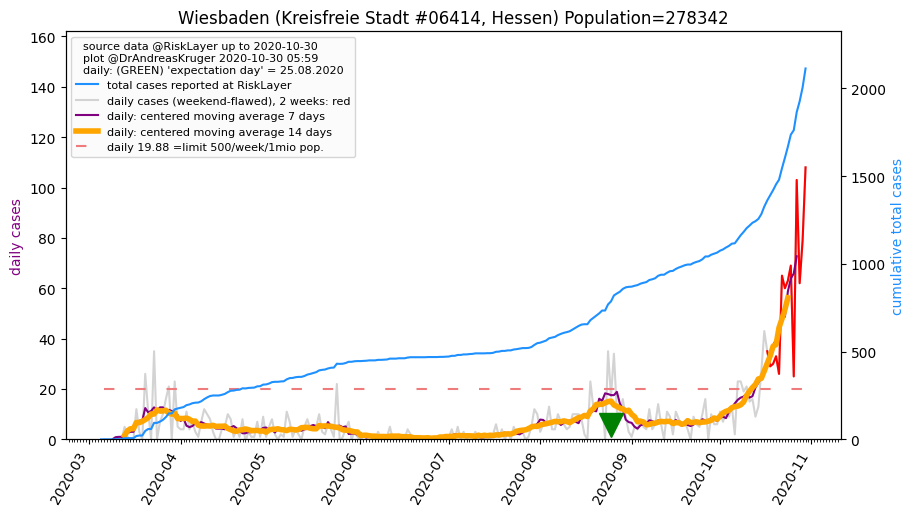 Wiesbaden (Kreisfreie Stadt #06414, Hessen) Population=278342
source data @RiskLayer up to 2020-10-30
plot @DrAndreasKruger 2020-10-30 05:59
daily: (GREEN) 'expectation day' = 25.08.2020
total cases reported at RiskLayer
daily cases (weekend-flawed), 2 weeks: red
daily: centered moving average 7 days
daily: centered moving average 14 days
daily 19.88 =limit 500/week/1mio pop.
daily cases
160
140
120
100
80
60
40
20
0
cumulative total cases
2000
1500
1000
500
0
2020-03
2020-04
2020-05
2020-06
2020-07
2020-08
2020-09
2020-10
2020-11